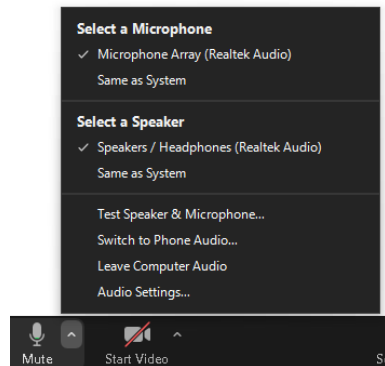 Select a Microphone
✓ Microphone Array (Realtek Audio)
Same as System
Select a Speaker
✓ Speakers / Headphones (Realtek Audio)
Same as System
Test Speaker & Microphone...
Switch to Phone Audio...
Leave Computer Audio
Audio Settings...
Mute Start Video